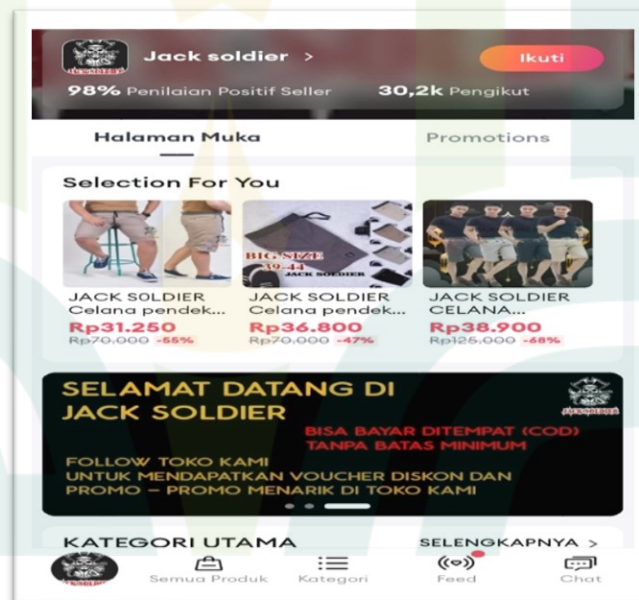 Jack soldier >
Ikuti
98% Penilaian Positif Seller
30,2k Pengikut
Halaman Muka
Promotions
Selection For You
BIG SIZE
39-44
JACK SOLDIER
JACK SOLDIER
Celana pendek...
Rp31.250
Rp70.000 -55%
JACK SOLDIER
Celana pendek...
Rp36.800
Rp70.000 -47%
JACK SOLDIER
CELANA...
Rp38.900
Rp125.000 -68%
SELAMAT DATANG DI
JACK SOLDIER
JACK SOLDIER
BISA BAYAR DITEMPAT (COD)
TANPA BATAS MINIMUM
FOLLOW TOKO KAMI
UNTUK MENDAPATKAN VOUCHER DISKON DAN
PROMO – PROMO MENARIK DI TOKO KAMI
KATEGORI UTAMA
SELENGKAPNYA >
Semua Produk
Kategori
Feed
Chat